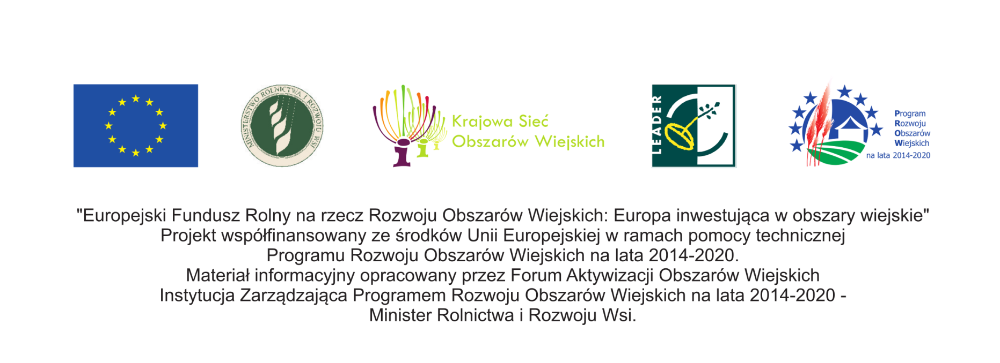 MINISTERSTWO ROLNICTWA I ROZWOJU WSI
Krajowa Sieć
Obszarów Wiejskich
LEADER
Program
Rozwoju
Obszarów
Wiejskich
na lata 2014-2020
"Europejski Fundusz Rolny na rzecz Rozwoju Obszarów Wiejskich: Europa inwestująca w obszary wiejskie"
Projekt współfinansowany ze środków Unii Europejskiej w ramach pomocy technicznej
Programu Rozwoju Obszarów Wiejskich na lata 2014-2020.
Materiał informacyjny opracowany przez Forum Aktywizacji Obszarów Wiejskich
Instytucja Zarządzająca Programem Rozwoju Obszarów Wiejskich na lata 2014-2020 -
Minister Rolnictwa i Rozwoju Wsi.